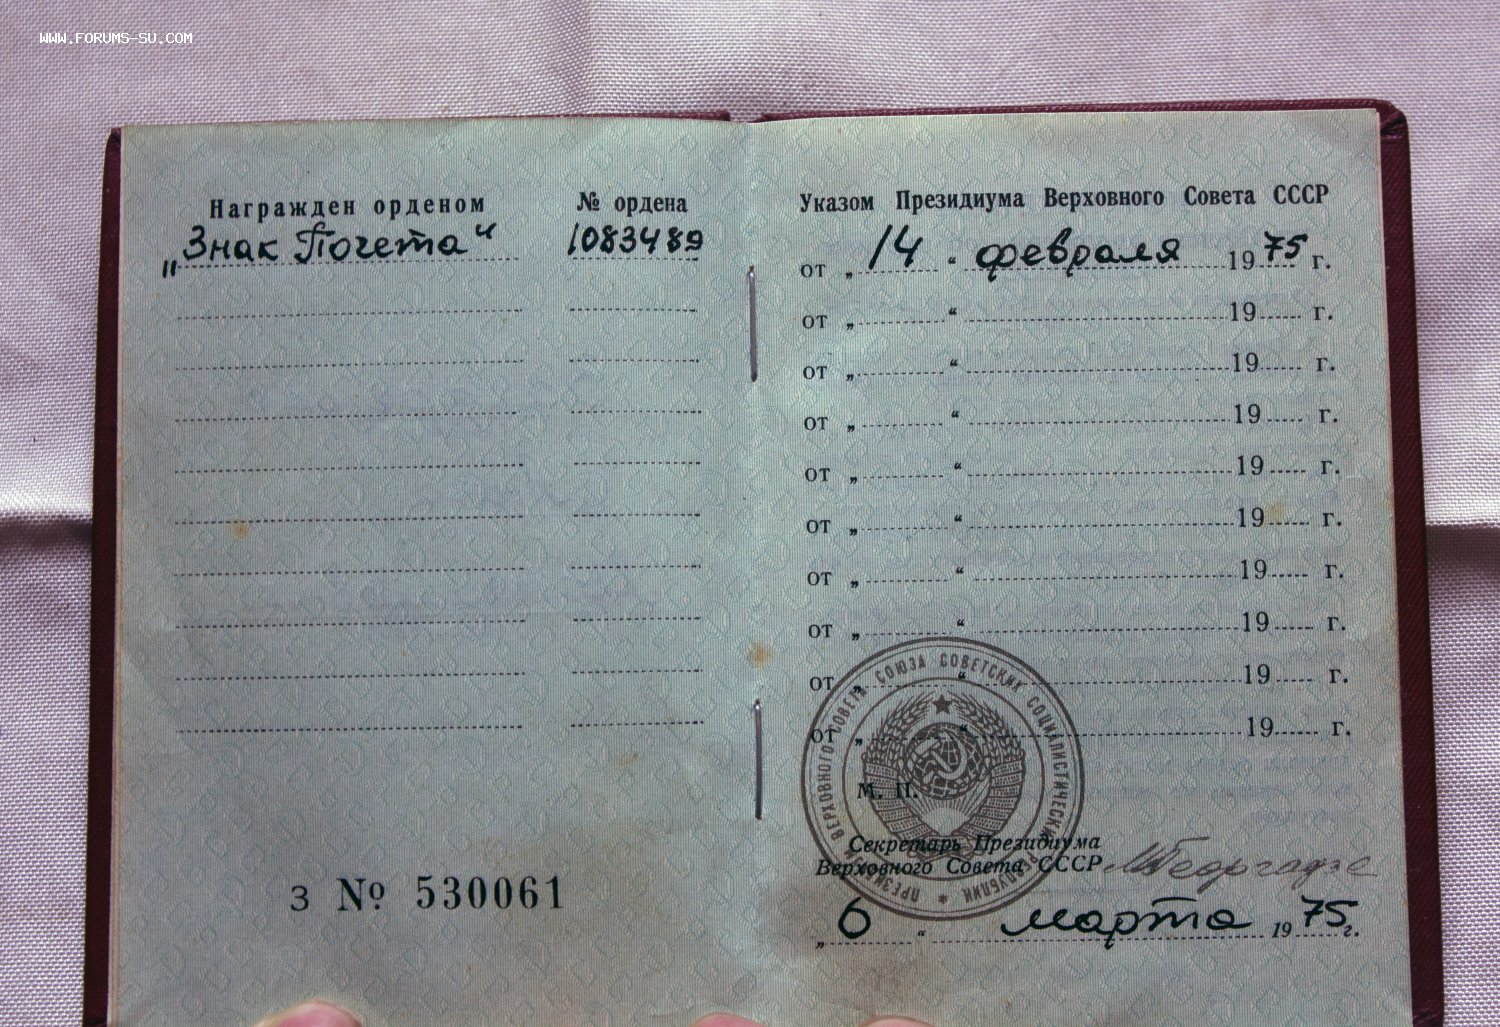 WWW.FORUMS-SU.COM
Награжден орденом № ордена
„Знак Почета“ 1083489
З № 530061
Указом Президиума Верховного Совета СССР
от „14“ февраля 1975 г.
от „ “ 19 г.
от „ “ 19 г.
от „ “ 19 г.
от „ “ 19 г.
от „ “ 19 г.
от „ “ 19 г.
от „ “ 19 г.
от „ “ 19 г.
от „ “ 19 г.
ПРЕЗИДИУМ ВЕРХОВНОГО СОВЕТА СОЮЗА СОВЕТСКИХ СОЦИАЛИСТИЧЕСКИХ РЕСПУБЛИК
М. П.
Секретарь Президиума
Верховного Совета СССР МГеоргадзе
„6“ марта 1975 г.